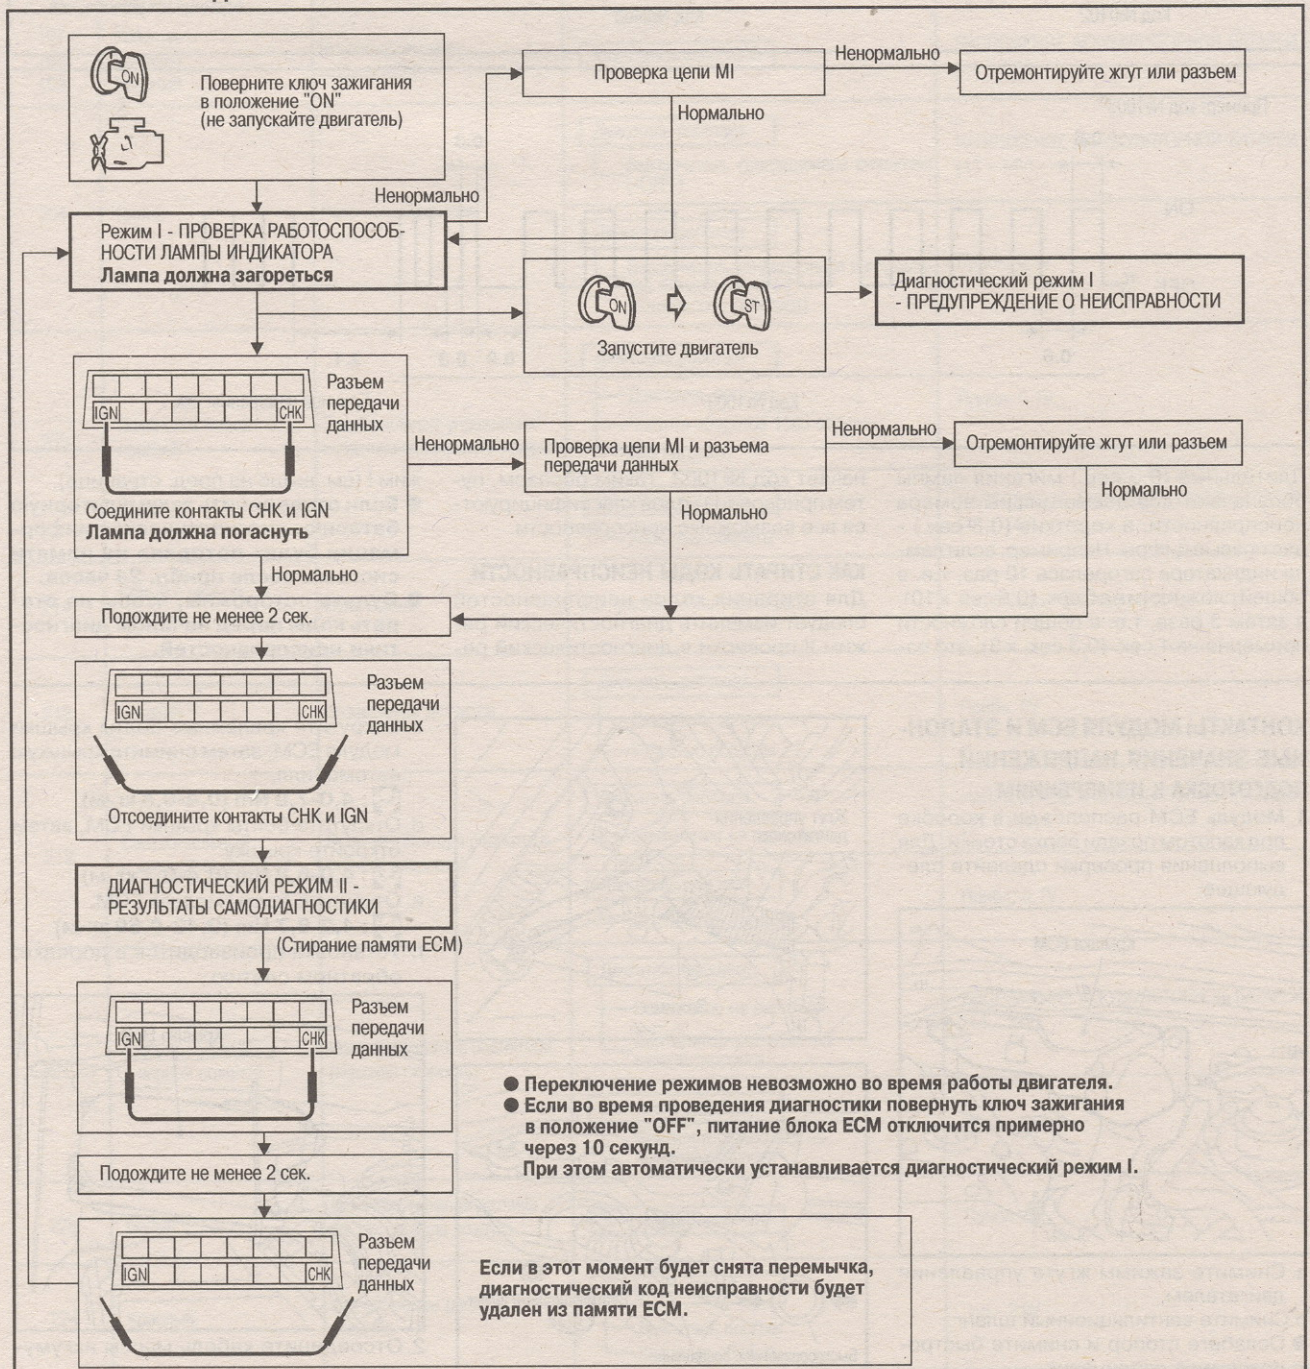 ON
Поверните ключ зажигания
в положение "ON"
(не запускайте двигатель)
Проверка цепи MI
Ненормально
Отремонтируйте жгут или разъем
Нормально
Ненормально
Режим I - ПРОВЕРКА РАБОТОСПОСОБ-
НОСТИ ЛАМПЫ ИНДИКАТОРА
Лампа должна загореться
ON
ST
Запустите двигатель
Диагностический режим I
- ПРЕДУПРЕЖДЕНИЕ О НЕИСПРАВНОСТИ
IGN
CHK
Разъем
передачи
данных
Соедините контакты CHK и IGN
Лампа должна погаснуть
Ненормально
Проверка цепи MI и разъема
передачи данных
Ненормально
Отремонтируйте жгут или разъем
Нормально
Нормально
Нормально
Подождите не менее 2 сек.
IGN
CHK
Разъем
передачи
данных
Отсоедините контакты CHK и IGN
ДИАГНОСТИЧЕСКИЙ РЕЖИМ II -
РЕЗУЛЬТАТЫ САМОДИАГНОСТИКИ
(Стирание памяти ECM)
IGN
CHK
Разъем
передачи
данных
● Переключение режимов невозможно во время работы двигателя.
● Если во время проведения диагностики повернуть ключ зажигания
в положение "OFF", питание блока ECM отключится примерно
через 10 секунд.
При этом автоматически устанавливается диагностический режим I.
Подождите не менее 2 сек.
IGN
CHK
Разъем
передачи
данных
Если в этот момент будет снята перемычка,
диагностический код неисправности будет
удален из памяти ECM.